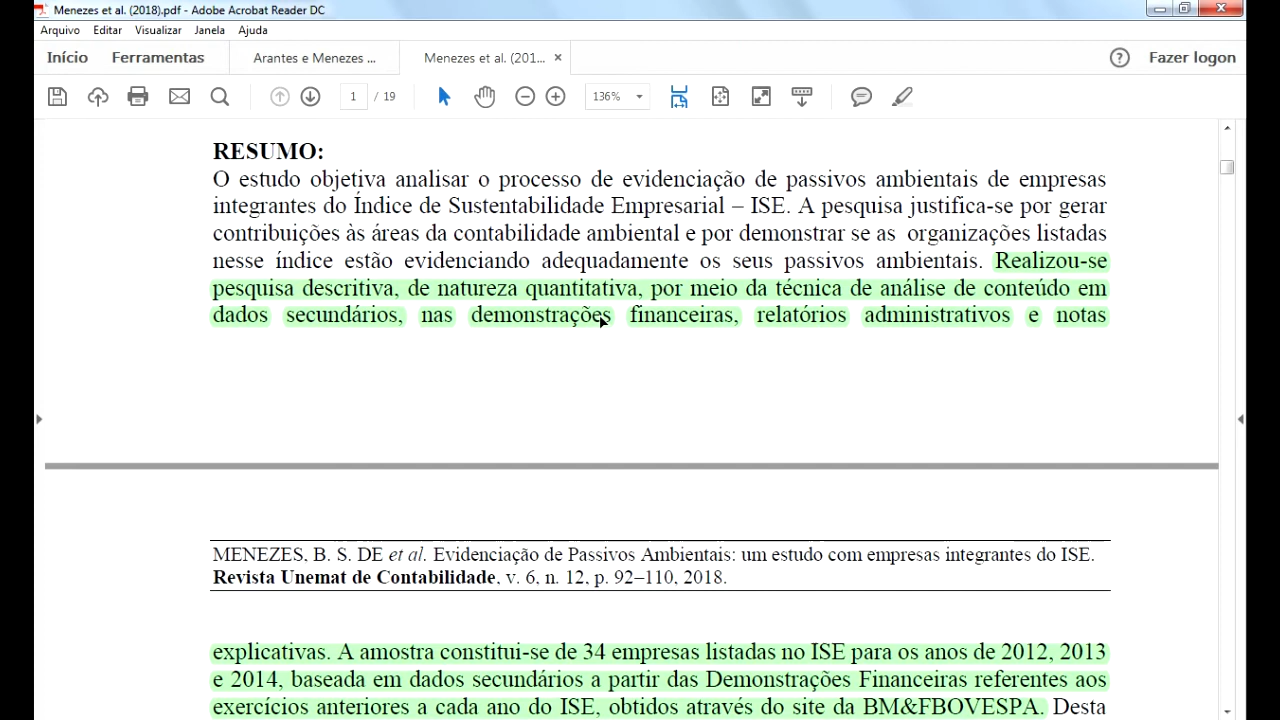 Menezes et al. (2018).pdf - Adobe Acrobat Reader DC
Arquivo Editar Visualizar Janela Ajuda
Início Ferramentas Arantes e Menezes ... Menezes et al. (201... × ? Fazer logon
1 / 19 136%
RESUMO:
O estudo objetiva analisar o processo de evidenciação de passivos ambientais de empresas
integrantes do Índice de Sustentabilidade Empresarial – ISE. A pesquisa justifica-se por gerar
contribuições às áreas da contabilidade ambiental e por demonstrar se as organizações listadas
nesse índice estão evidenciando adequadamente os seus passivos ambientais. Realizou-se
pesquisa descritiva, de natureza quantitativa, por meio da técnica de análise de conteúdo em
dados secundários, nas demonstrações financeiras, relatórios administrativos e notas
MENEZES, B. S. DE et al. Evidenciação de Passivos Ambientais: um estudo com empresas integrantes do ISE.
Revista Unemat de Contabilidade, v. 6, n. 12, p. 92–110, 2018.
explicativas. A amostra constitui-se de 34 empresas listadas no ISE para os anos de 2012, 2013
e 2014, baseada em dados secundários a partir das Demonstrações Financeiras referentes aos
exercícios anteriores a cada ano do ISE, obtidos através do site da BM&FBOVESPA. Desta